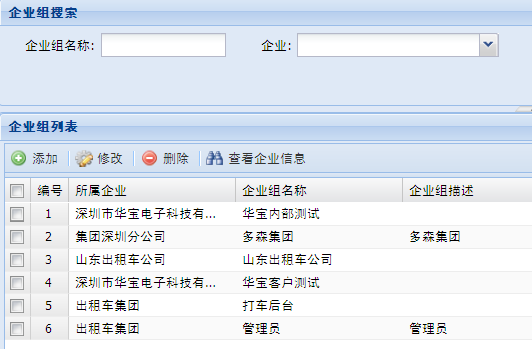 企业组搜索
企业组名称: 企业:
企业组列表
添加 修改 删除 查看企业信息
编号 所属企业 企业组名称 企业组描述
1 深圳市华宝电子科技有... 华宝内部测试
2 集团深圳分公司 多森集团 多森集团
3 山东出租车公司 山东出租车公司
4 深圳市华宝电子科技有... 华宝客户测试
5 出租车集团 打车后台
6 出租车集团 管理员 管理员